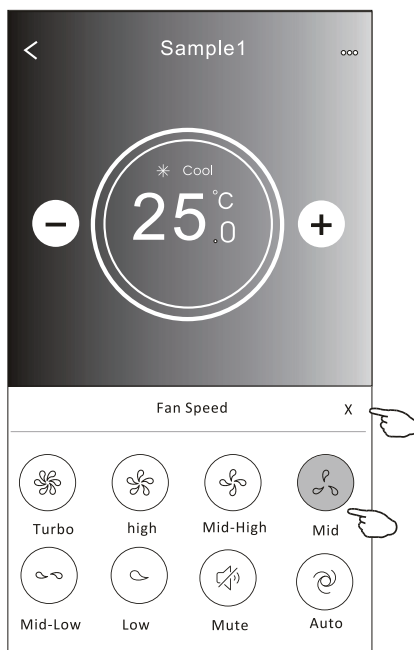 Sample1
Cool
25.0 °C
Fan Speed X
Turbo high Mid-High Mid
Mid-Low Low Mute Auto